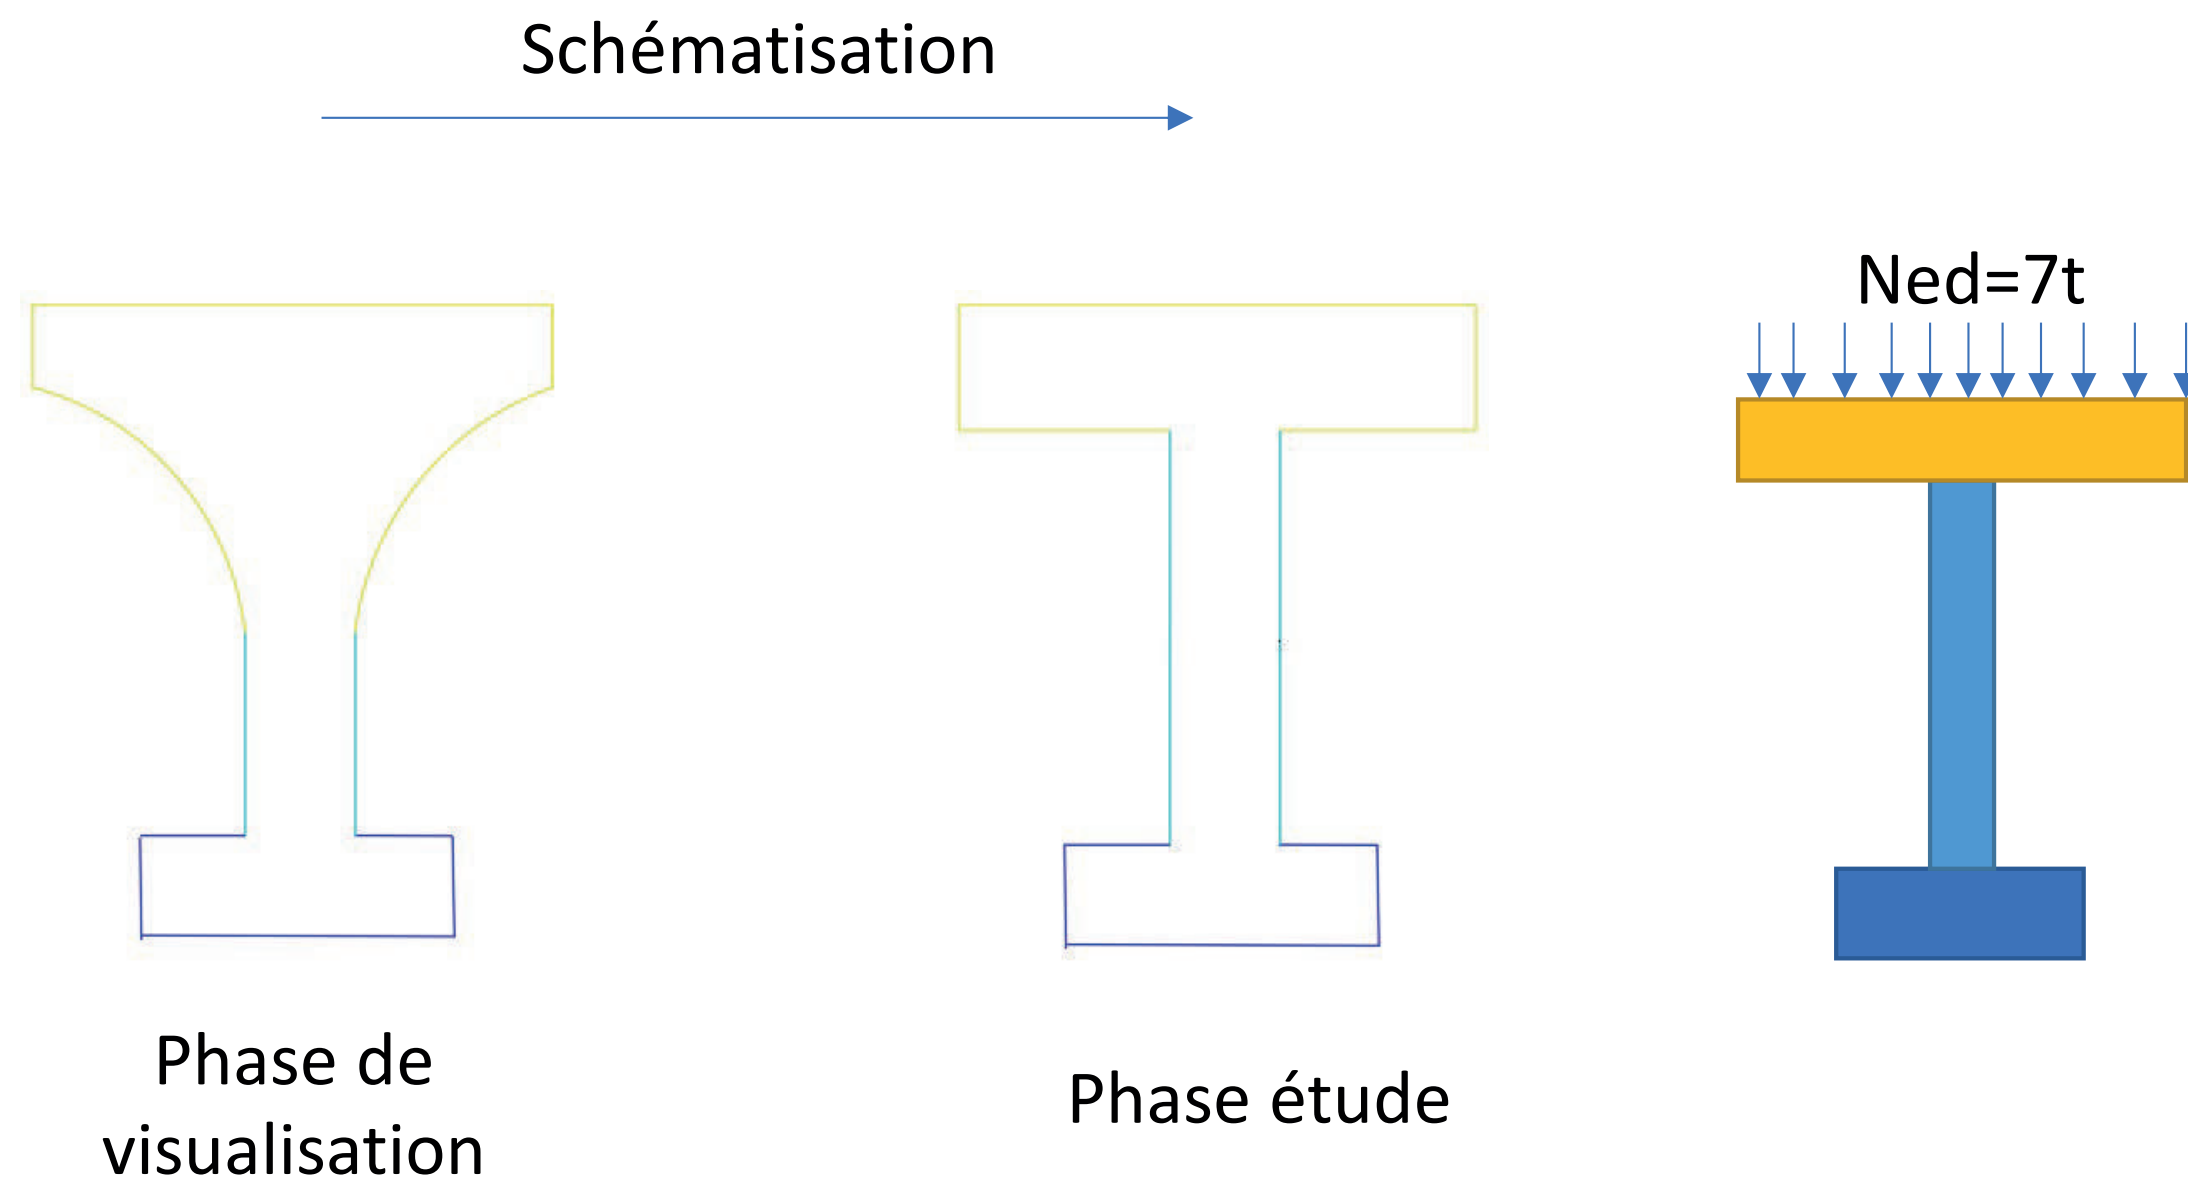 Schématisation
Ned=7t
Phase de
visualisation
Phase étude